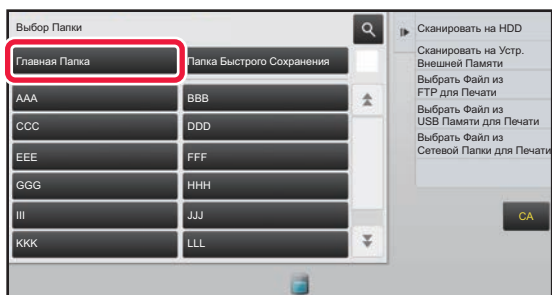 Выбор Папки
Главная Папка
Папка Быстрого Сохранения
AAA
BBB
CCC
DDD
EEE
FFF
GGG
HHH
III
JJJ
KKK
LLL
Сканировать на HDD
Сканировать на Устр.
Внешней Памяти
Выбрать Файл из
FTP для Печати
Выбрать Файл из
USB Памяти для Печати
Выбрать Файл из
Сетевой Папки для Печати
CA